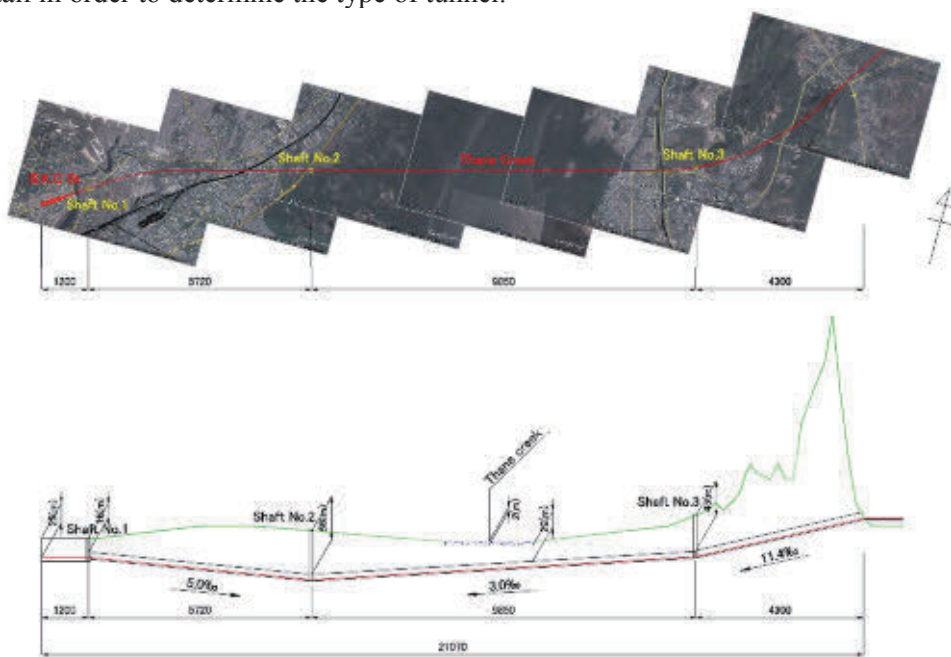 in order to determine the type of tunnel.
Shaft No.2
Thane Creek
Shaft No.3
B.K.C St.
Shaft No.1
1200
5720
9850
4300
Thane creek
Shaft No.1
Shaft No.2
Shaft No.3
5.0‰
3.0‰
11.4‰
1200
5720
9850
4300
21070